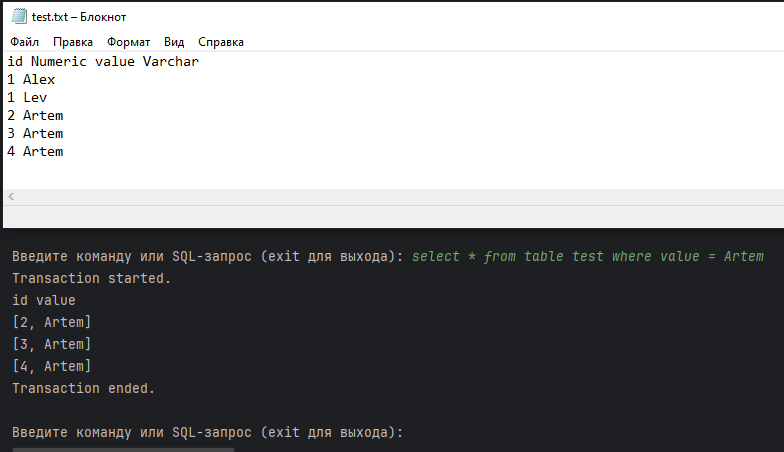 test.txt – Блокнот
Файл Правка Формат Вид Справка
id Numeric value Varchar
1 Alex
1 Lev
2 Artem
3 Artem
4 Artem
Введите команду или SQL-запрос (exit для выхода): select * from table test where value = Artem
Transaction started.
id value
[2, Artem]
[3, Artem]
[4, Artem]
Transaction ended.
Введите команду или SQL-запрос (exit для выхода):